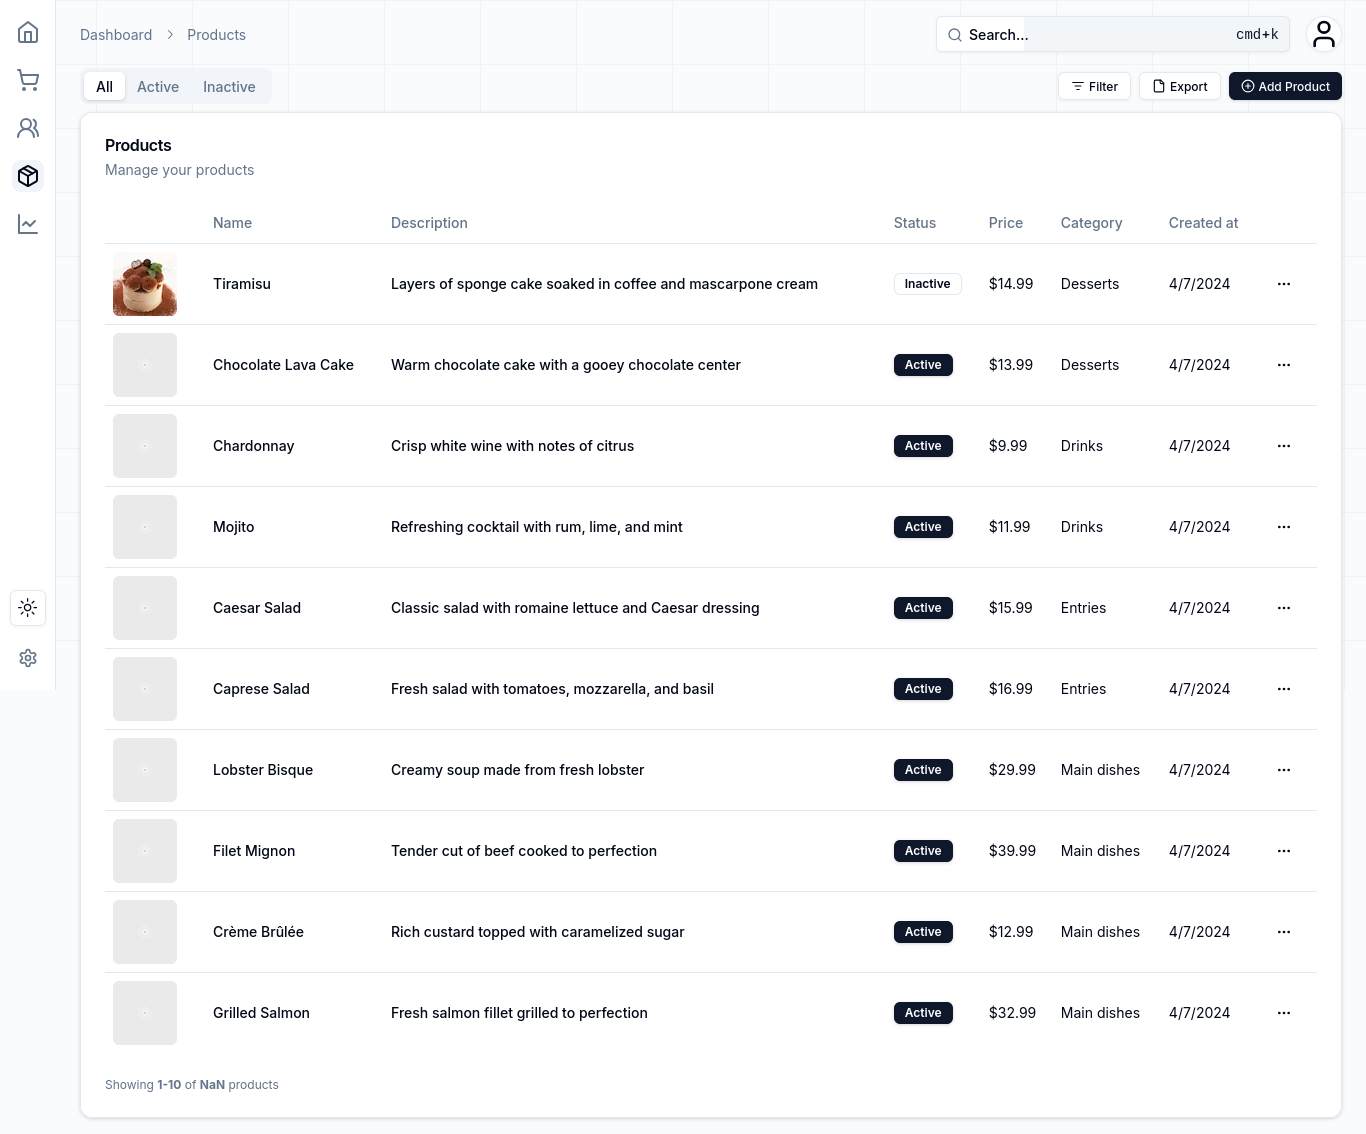 Dashboard > Products
Search... cmd+k
All Active Inactive
Filter Export Add Product
Products
Manage your products
Name Description Status Price Category Created at
Tiramisu Layers of sponge cake soaked in coffee and mascarpone cream Inactive $14.99 Desserts 4/7/2024 ...
Chocolate Lava Cake Warm chocolate cake with a gooey chocolate center Active $13.99 Desserts 4/7/2024 ...
Chardonnay Crisp white wine with notes of citrus Active $9.99 Drinks 4/7/2024 ...
Mojito Refreshing cocktail with rum, lime, and mint Active $11.99 Drinks 4/7/2024 ...
Caesar Salad Classic salad with romaine lettuce and Caesar dressing Active $15.99 Entries 4/7/2024 ...
Caprese Salad Fresh salad with tomatoes, mozzarella, and basil Active $16.99 Entries 4/7/2024 ...
Lobster Bisque Creamy soup made from fresh lobster Active $29.99 Main dishes 4/7/2024 ...
Filet Mignon Tender cut of beef cooked to perfection Active $39.99 Main dishes 4/7/2024 ...
Crème Brûlée Rich custard topped with caramelized sugar Active $12.99 Main dishes 4/7/2024 ...
Grilled Salmon Fresh salmon fillet grilled to perfection Active $32.99 Main dishes 4/7/2024 ...
Showing 1-10 of NaN products